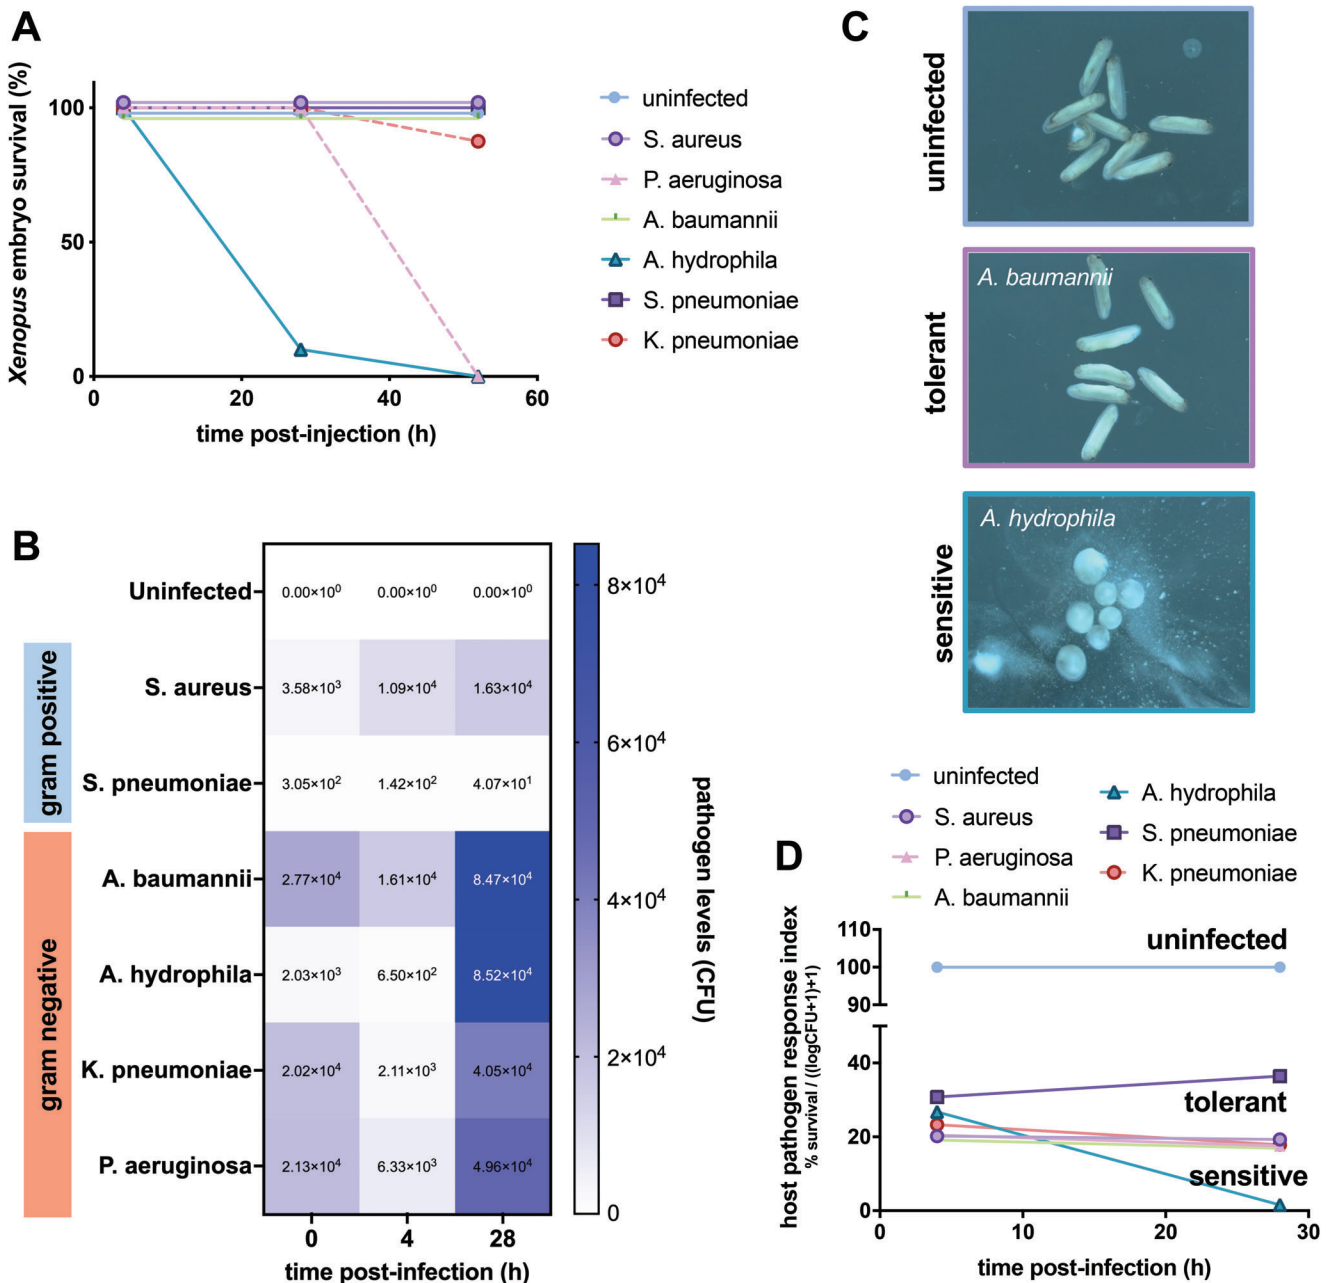 A
Xenopus embryo survival (%)
100
50
0
0 20 40 60
time post-injection (h)
uninfected
S. aureus
P. aeruginosa
A. baumannii
A. hydrophila
S. pneumoniae
K. pneumoniae
B
gram positive
gram negative
Uninfected 0.00×10⁰ 0.00×10⁰ 0.00×10⁰
S. aureus 3.58×10³ 1.09×10⁴ 1.63×10⁴
S. pneumoniae 3.05×10² 1.42×10² 4.07×10¹
A. baumannii 2.77×10⁴ 1.61×10⁴ 8.47×10⁴
A. hydrophila 2.03×10³ 6.50×10² 8.52×10⁴
K. pneumoniae 2.02×10⁴ 2.11×10³ 4.05×10⁴
P. aeruginosa 2.13×10⁴ 6.33×10³ 4.96×10⁴
0 4 28
time post-infection (h)
8×10⁴
6×10⁴
4×10⁴
2×10⁴
0
pathogen levels (CFU)
C
uninfected
tolerant
A. baumannii
sensitive
A. hydrophila
D
uninfected
S. aureus
P. aeruginosa
A. baumannii
A. hydrophila
S. pneumoniae
K. pneumoniae
host pathogen response index
% survival / ((logCFU+1)+1)
110
100
90
40
20
0
uninfected
tolerant
sensitive
0 10 20 30
time post-infection (h)